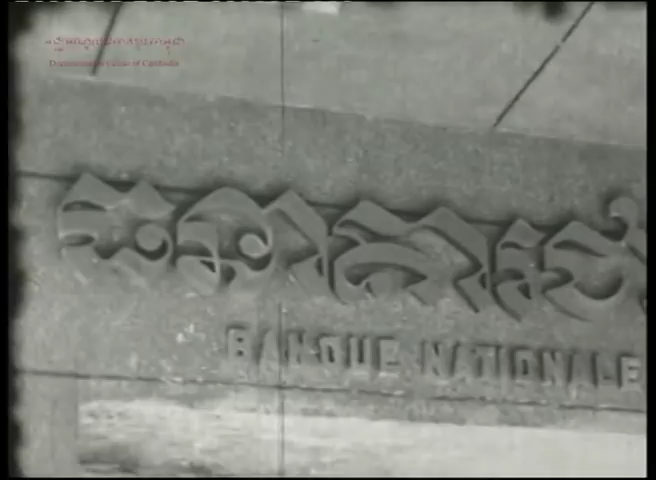 Documentation Center of Cambodia
ធនាគារ
BANQUE NATIONALE